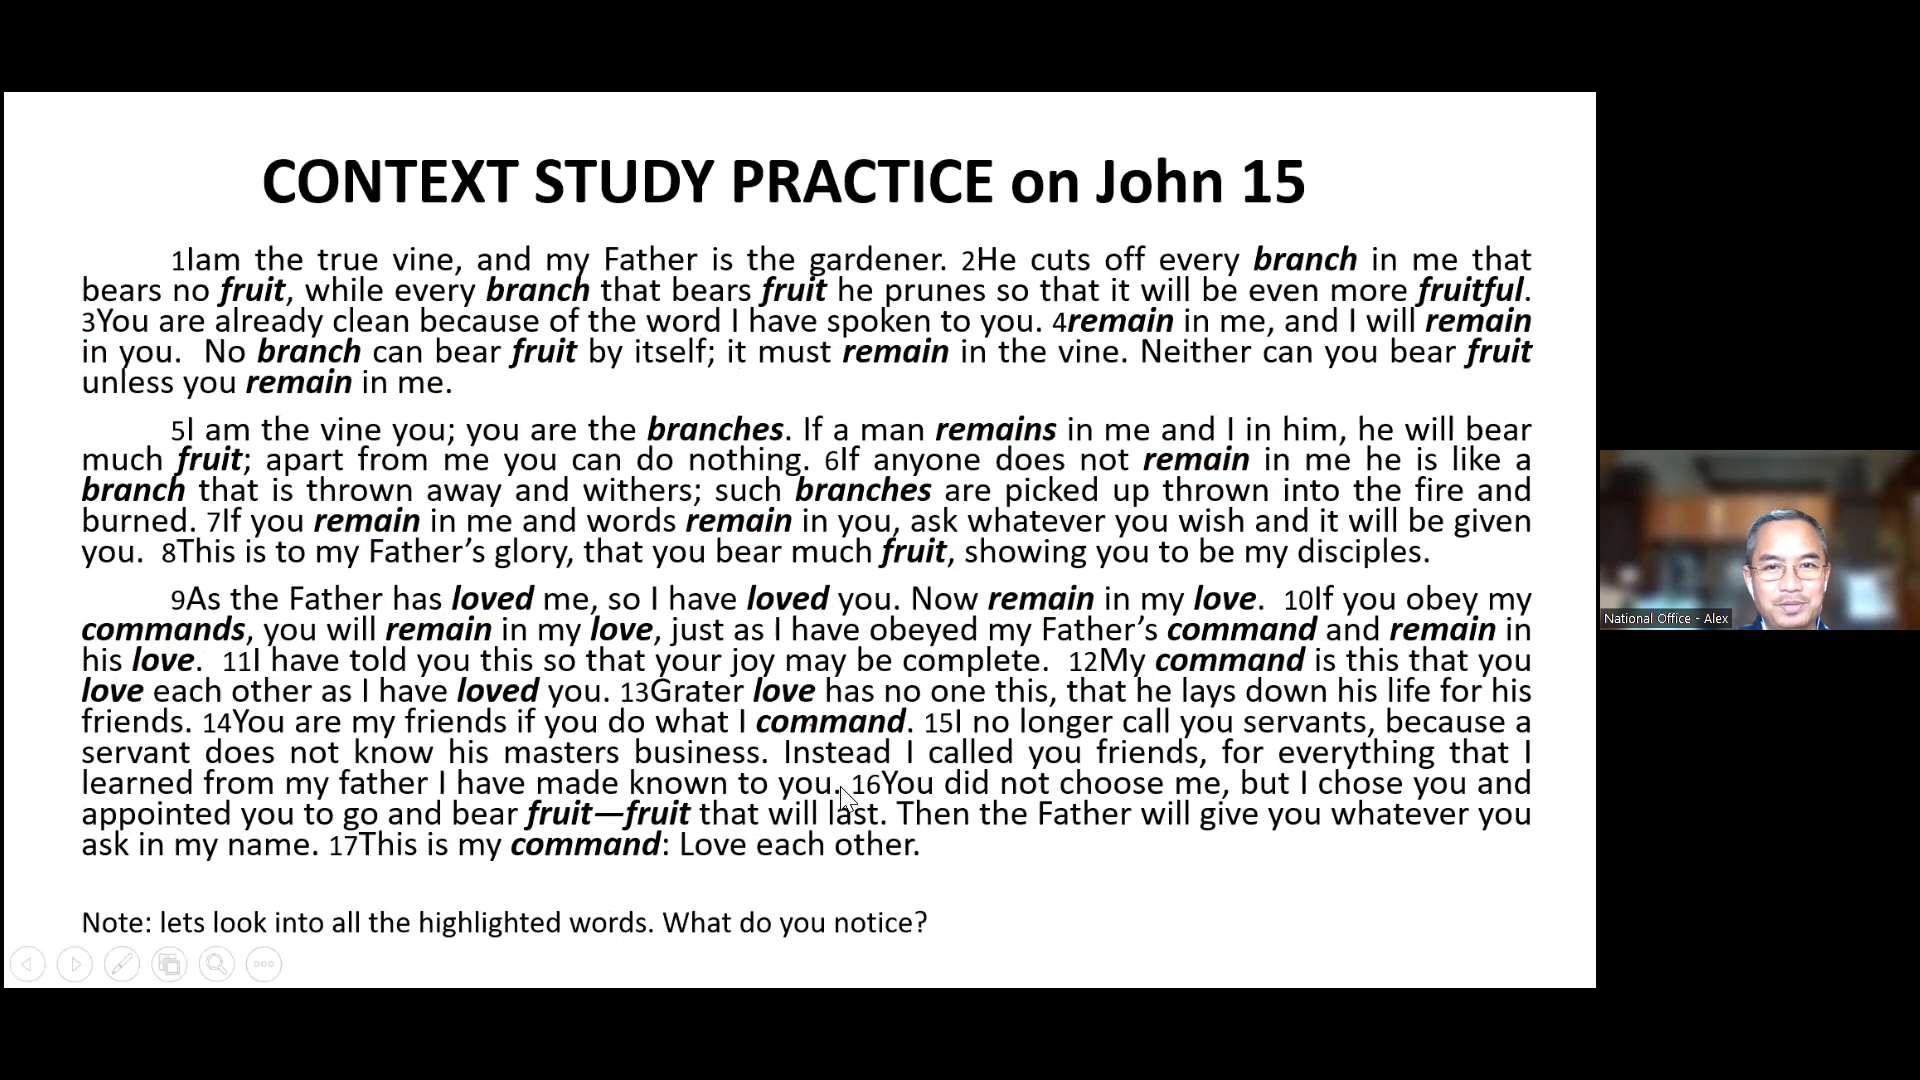 CONTEXT STUDY PRACTICE on John 15
1Iam the true vine, and my Father is the gardener. 2He cuts off every branch in me that
bears no fruit, while every branch that bears fruit he prunes so that it will be even more fruitful.
3You are already clean because of the word I have spoken to you. 4remain in me, and I will remain
in you. No branch can bear fruit by itself; it must remain in the vine. Neither can you bear fruit
unless you remain in me.
5I am the vine you; you are the branches. If a man remains in me and I in him, he will bear
much fruit; apart from me you can do nothing. 6If anyone does not remain in me he is like a
branch that is thrown away and withers; such branches are picked up thrown into the fire and
burned. 7If you remain in me and words remain in you, ask whatever you wish and it will be given
you. 8This is to my Father’s glory, that you bear much fruit, showing you to be my disciples.
9As the Father has loved me, so I have loved you. Now remain in my love. 10If you obey my
commands, you will remain in my love, just as I have obeyed my Father’s command and remain in
his love. 11I have told you this so that your joy may be complete. 12My command is this that you
love each other as I have loved you. 13Grater love has no one this, that he lays down his life for his
friends. 14You are my friends if you do what I command. 15I no longer call you servants, because a
servant does not know his masters business. Instead I called you friends, for everything that I
learned from my father I have made known to you. 16You did not choose me, but I chose you and
appointed you to go and bear fruit—fruit that will last. Then the Father will give you whatever you
ask in my name. 17This is my command: Love each other.
Note: lets look into all the highlighted words. What do you notice?
National Office - Alex